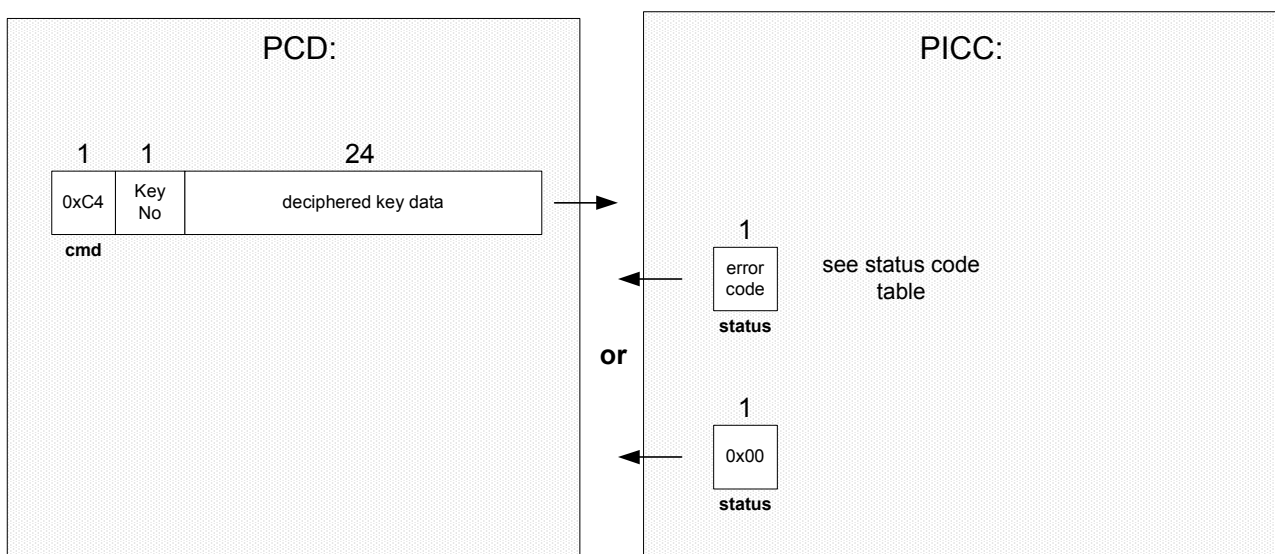 PCD:
1 1 24
0xC4
Key
No
deciphered key data
cmd
PICC:
1
error
code
status
see status code
table
or
1
0x00
status